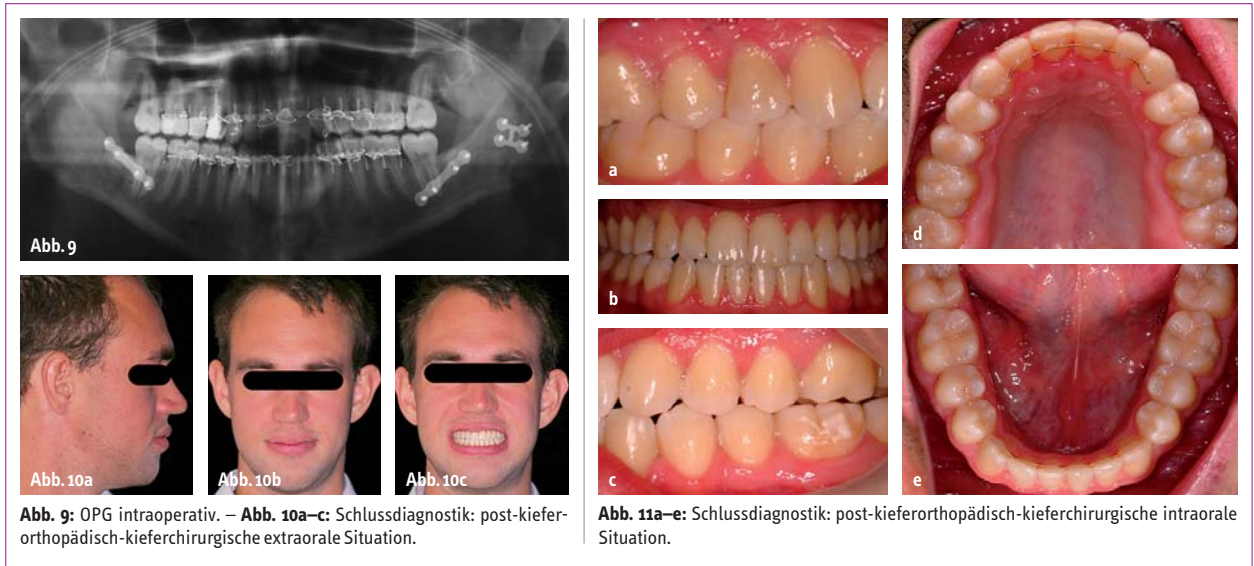 Abb. 9
Abb. 10a
Abb. 10b
Abb. 10c
Abb. 9: OPG intraoperativ. – Abb. 10a–c: Schlussdiagnostik: post-kiefer-
orthopädisch-kieferchirurgische extraorale Situation.
a
b
c
d
e
Abb. 11a–e: Schlussdiagnostik: post-kieferorthopädisch-kieferchirurgische intraorale
Situation.